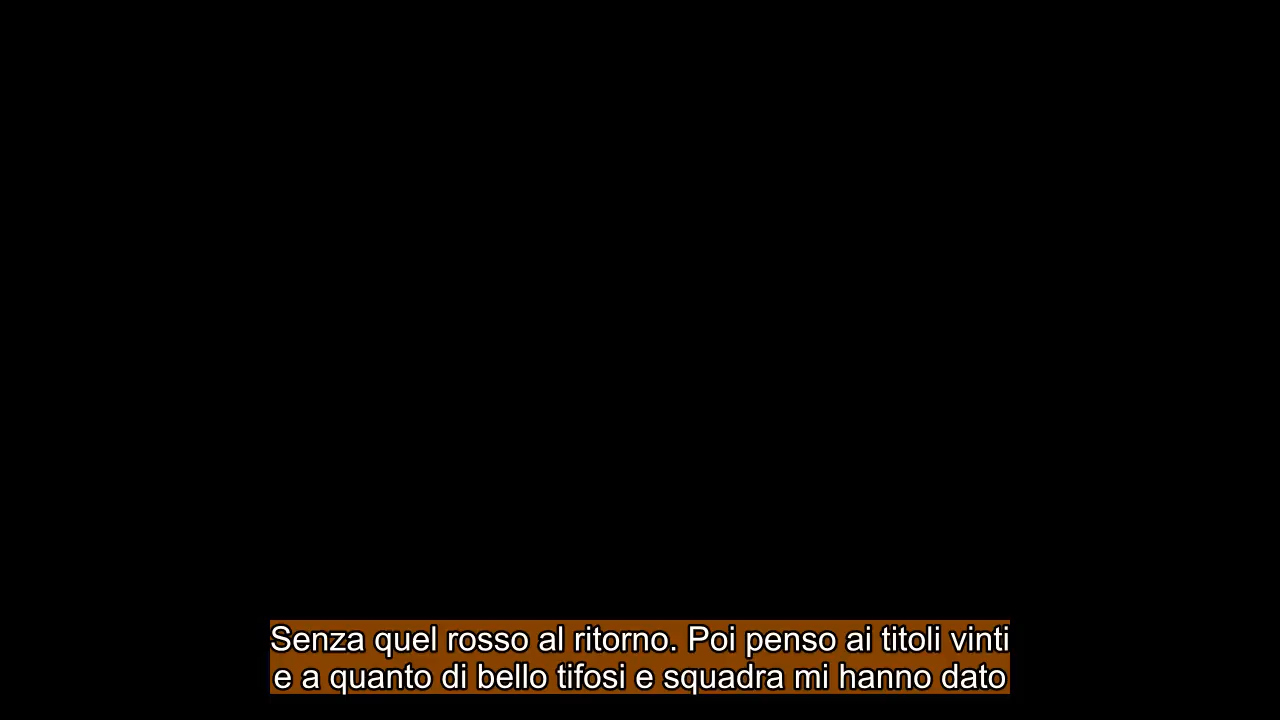 Senza quel rosso al ritorno. Poi penso ai titoli vinti
e a quanto di bello tifosi e squadra mi hanno dato